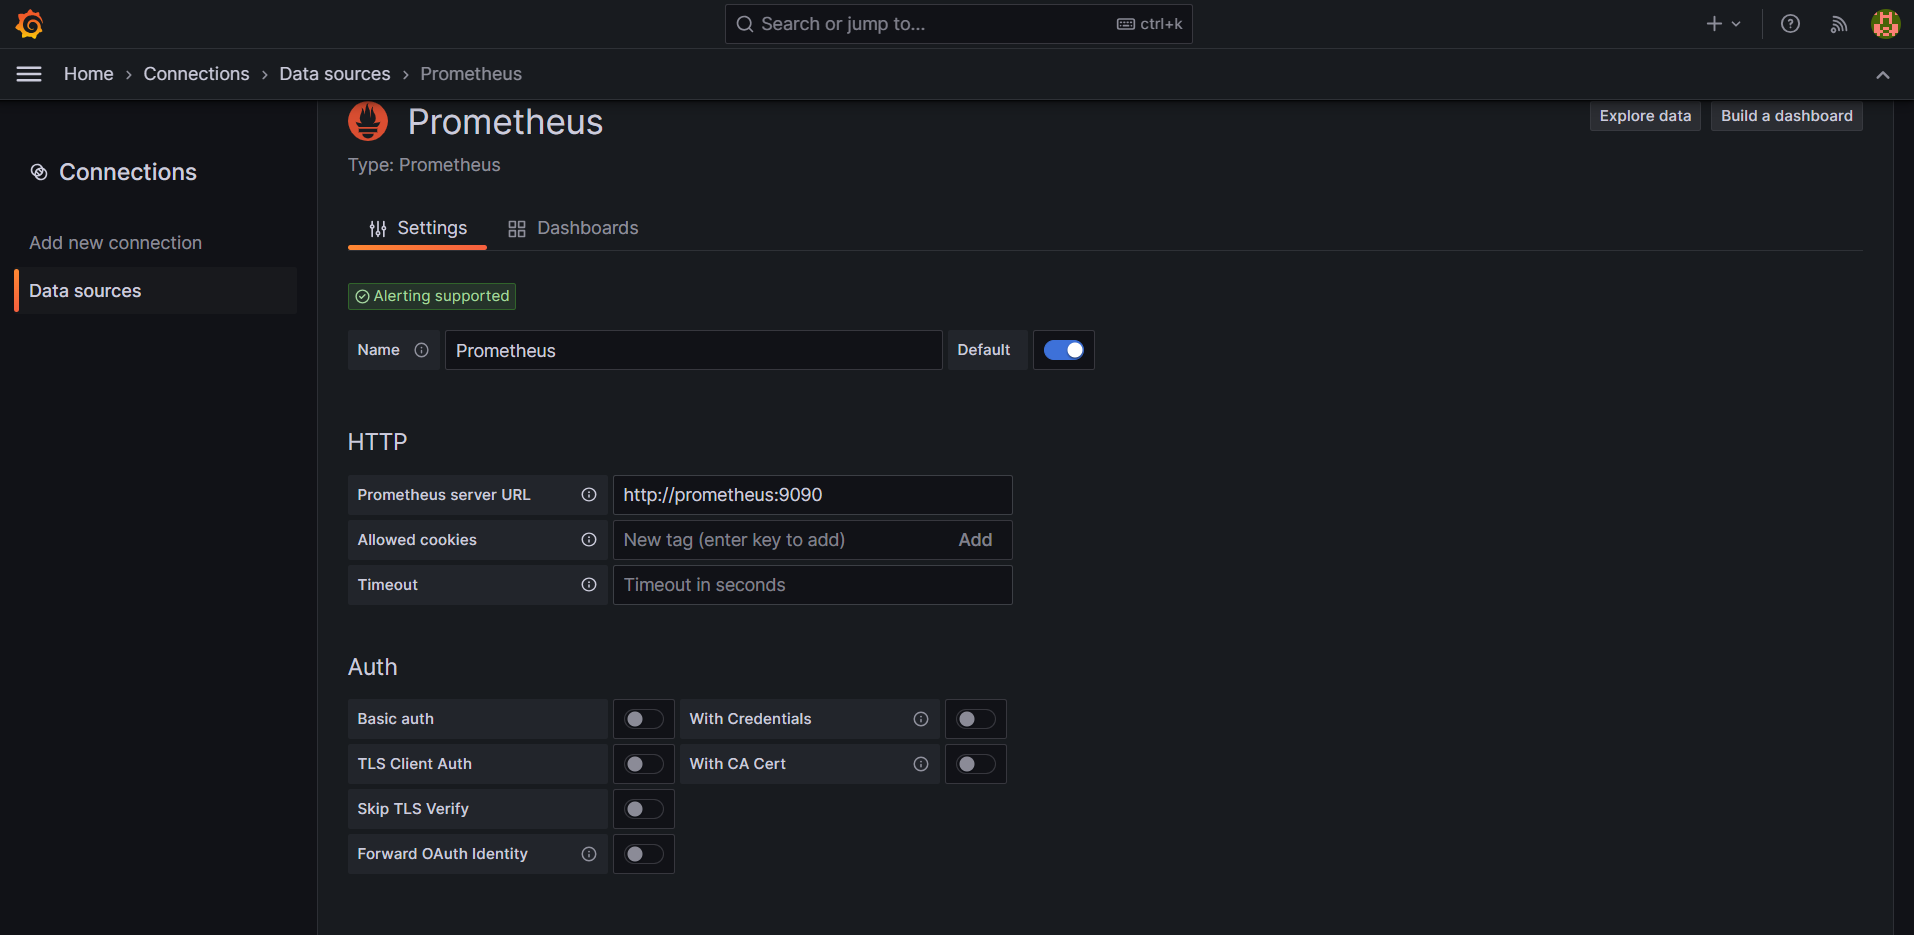 Search or jump to... ctrl+k
Home › Connections › Data sources › Prometheus
Prometheus
Explore data Build a dashboard
Type: Prometheus
Connections
Add new connection
Data sources
Settings Dashboards
Alerting supported
Name Prometheus Default
HTTP
Prometheus server URL http://prometheus:9090
Allowed cookies New tag (enter key to add) Add
Timeout Timeout in seconds
Auth
Basic auth With Credentials
TLS Client Auth With CA Cert
Skip TLS Verify
Forward OAuth Identity